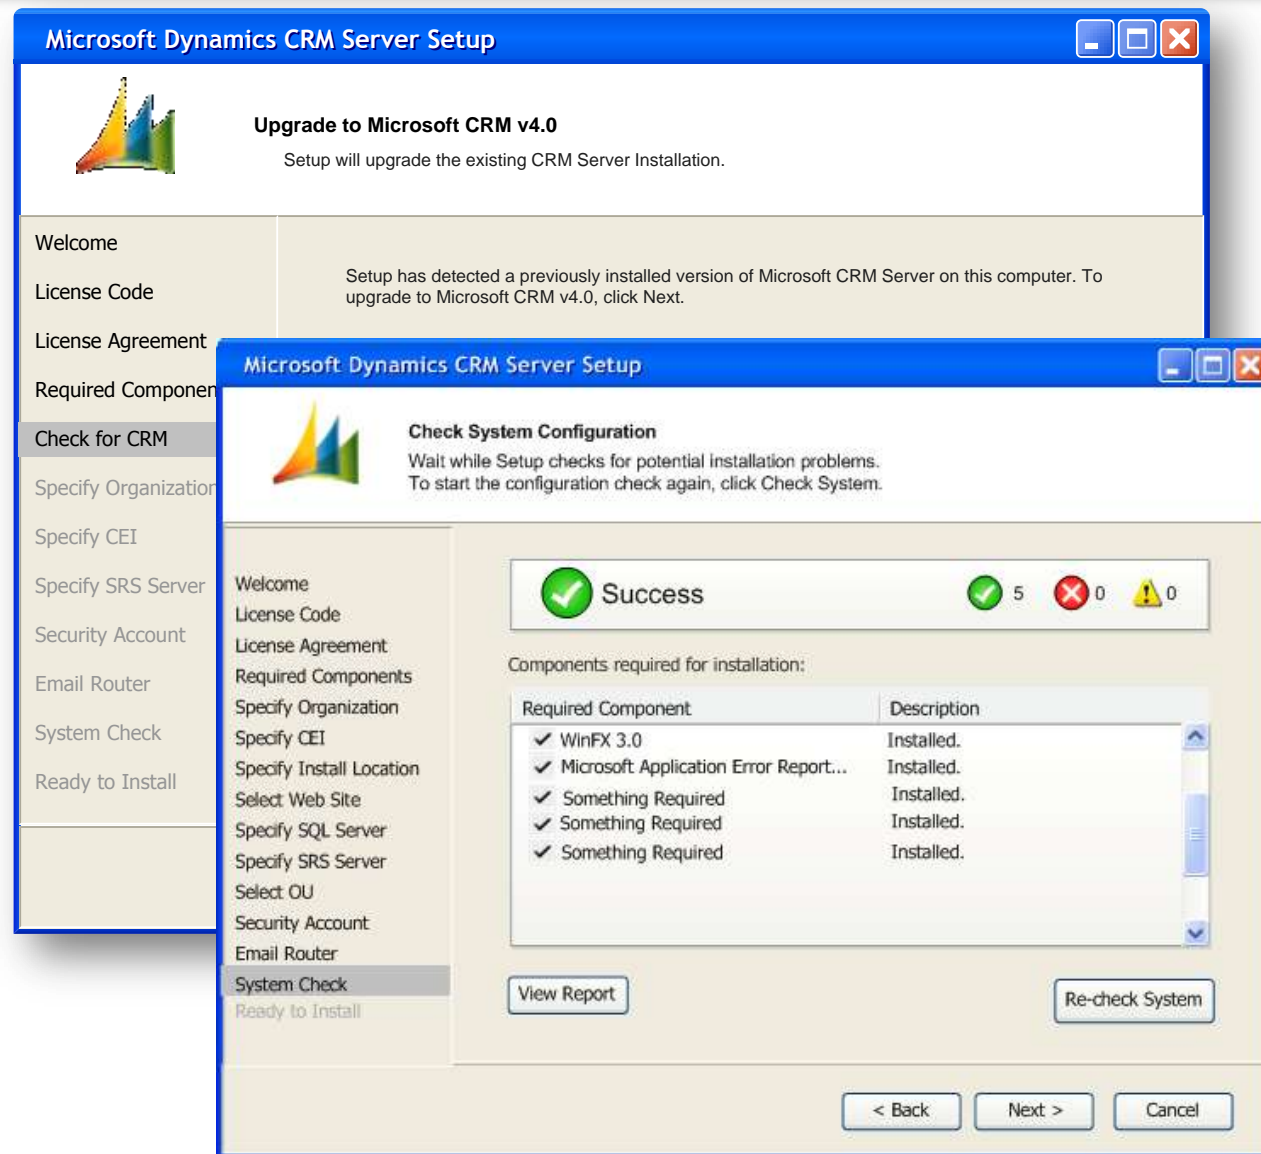 Microsoft Dynamics CRM Server Setup
Upgrade to Microsoft CRM v4.0
Setup will upgrade the existing CRM Server Installation.
Welcome
License Code
License Agreement
Required Componen
Check for CRM
Specify Organization
Specify CEI
Specify SRS Server
Security Account
Email Router
System Check
Ready to Install
Setup has detected a previously installed version of Microsoft CRM Server on this computer. To
upgrade to Microsoft CRM v4.0, click Next.
Microsoft Dynamics CRM Server Setup
Check System Configuration
Wait while Setup checks for potential installation problems.
To start the configuration check again, click Check System.
Welcome
License Code
License Agreement
Required Components
Specify Organization
Specify CEI
Specify Install Location
Select Web Site
Specify SQL Server
Specify SRS Server
Select OU
Security Account
Email Router
System Check
Ready to Install
Success 5 0 0
Components required for installation:
Required Component Description
WinFX 3.0 Installed.
Microsoft Application Error Report... Installed.
Something Required Installed.
Something Required Installed.
Something Required Installed.
View Report Re-check System
< Back Next > Cancel